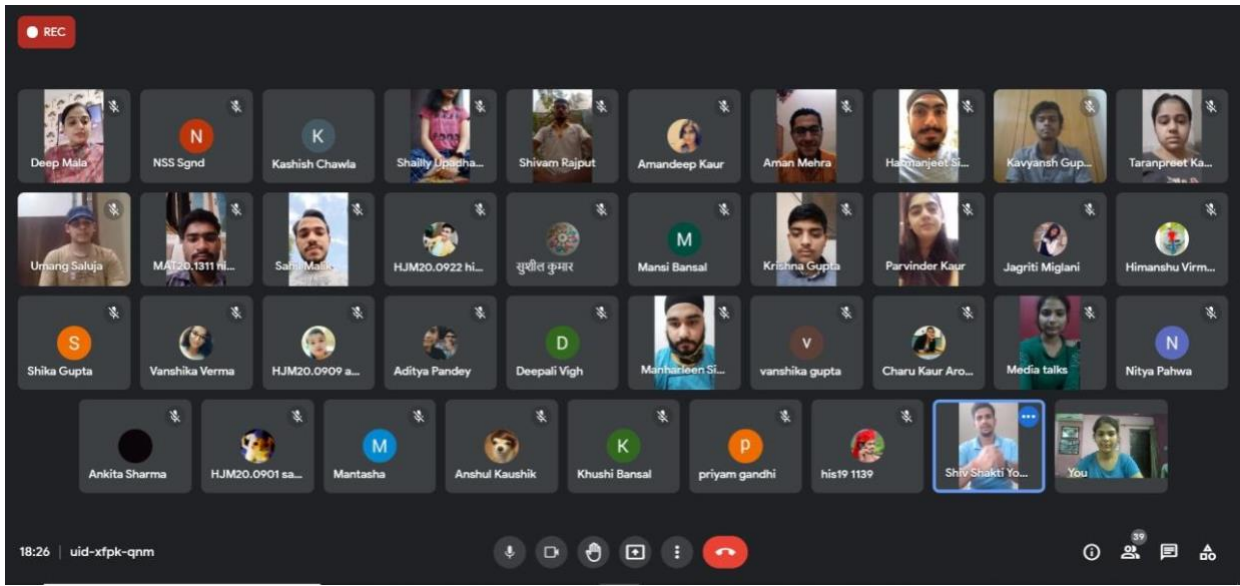 REC
Deep Mala
N
NSS Sgnd
K
Kashish Chawla
Shailly Upadha...
Shivam Rajput
Amandeep Kaur
Aman Mehra
Harmanjeet Si...
Kavyansh Gup...
Taranpreet Ka...
Umang Saluja
MAT20.1311 hi...
Sahil Malik
HJM20.0922 hi...
सुशील कुमार
M
Mansi Bansal
Krishna Gupta
Parvinder Kaur
Jagriti Miglani
Himanshu Virm...
S
Shika Gupta
Vanshika Verma
HJM20.0909 a...
Aditya Pandey
D
Deepali Vigh
Manharleen Si...
v
vanshika gupta
Charu Kaur Aro...
Media talks
N
Nitya Pahwa
Ankita Sharma
HJM20.0901 sa...
M
Mantasha
Anshul Kaushik
K
Khushi Bansal
p
priyam gandhi
his19 1139
Shiv Shakti Yo...
You
18:26 | uid-xfpk-qnm
39